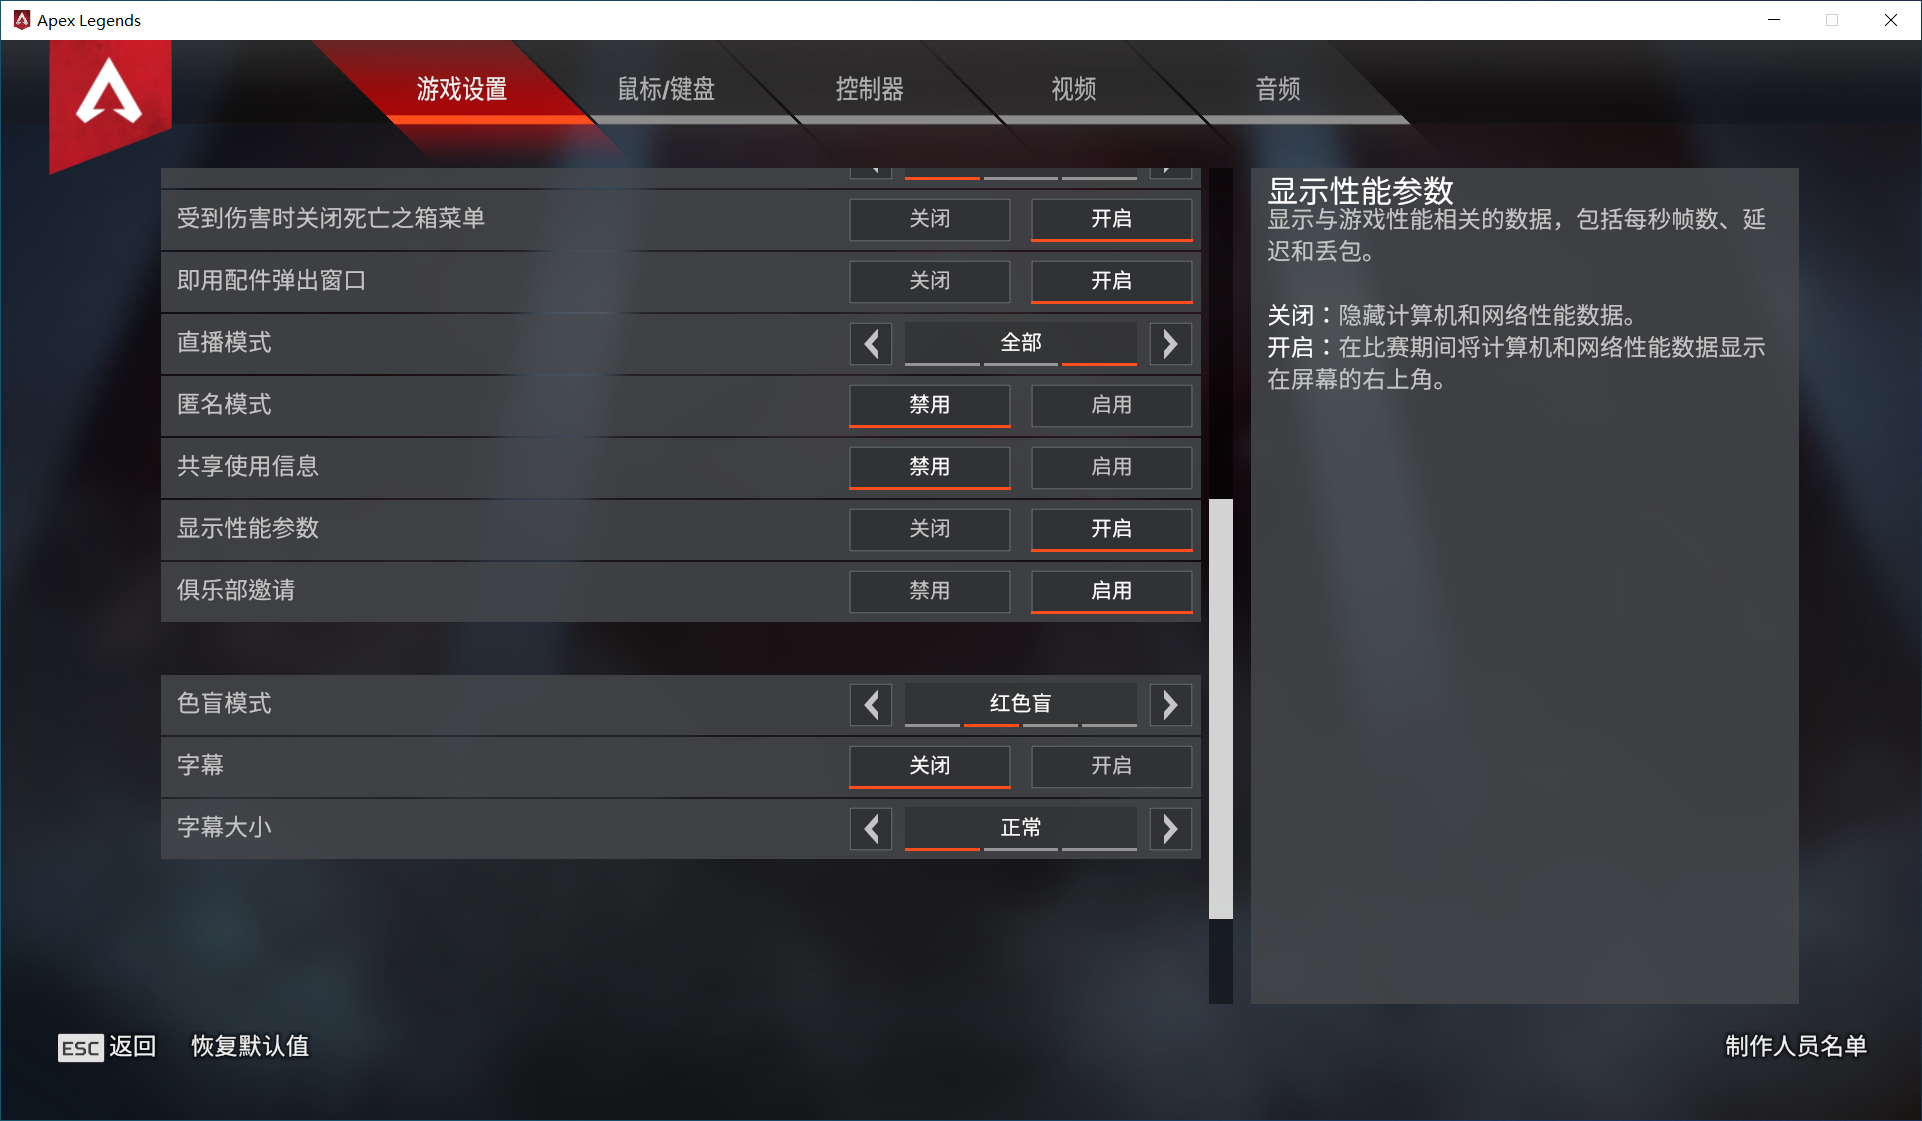 Apex Legends
游戏设置
鼠标/键盘
控制器
视频
音频
受到伤害时关闭死亡之箱菜单 关闭 开启
即用配件弹出窗口 关闭 开启
直播模式 全部
匿名模式 禁用 启用
共享使用信息 禁用 启用
显示性能参数 关闭 开启
俱乐部邀请 禁用 启用
色盲模式 红色盲
字幕 关闭 开启
字幕大小 正常
显示性能参数
显示与游戏性能相关的数据，包括每秒帧数、延
迟和丢包。
关闭：隐藏计算机和网络性能数据。
开启：在比赛期间将计算机和网络性能数据显示
在屏幕的右上角。
ESC 返回 恢复默认值
制作人员名单